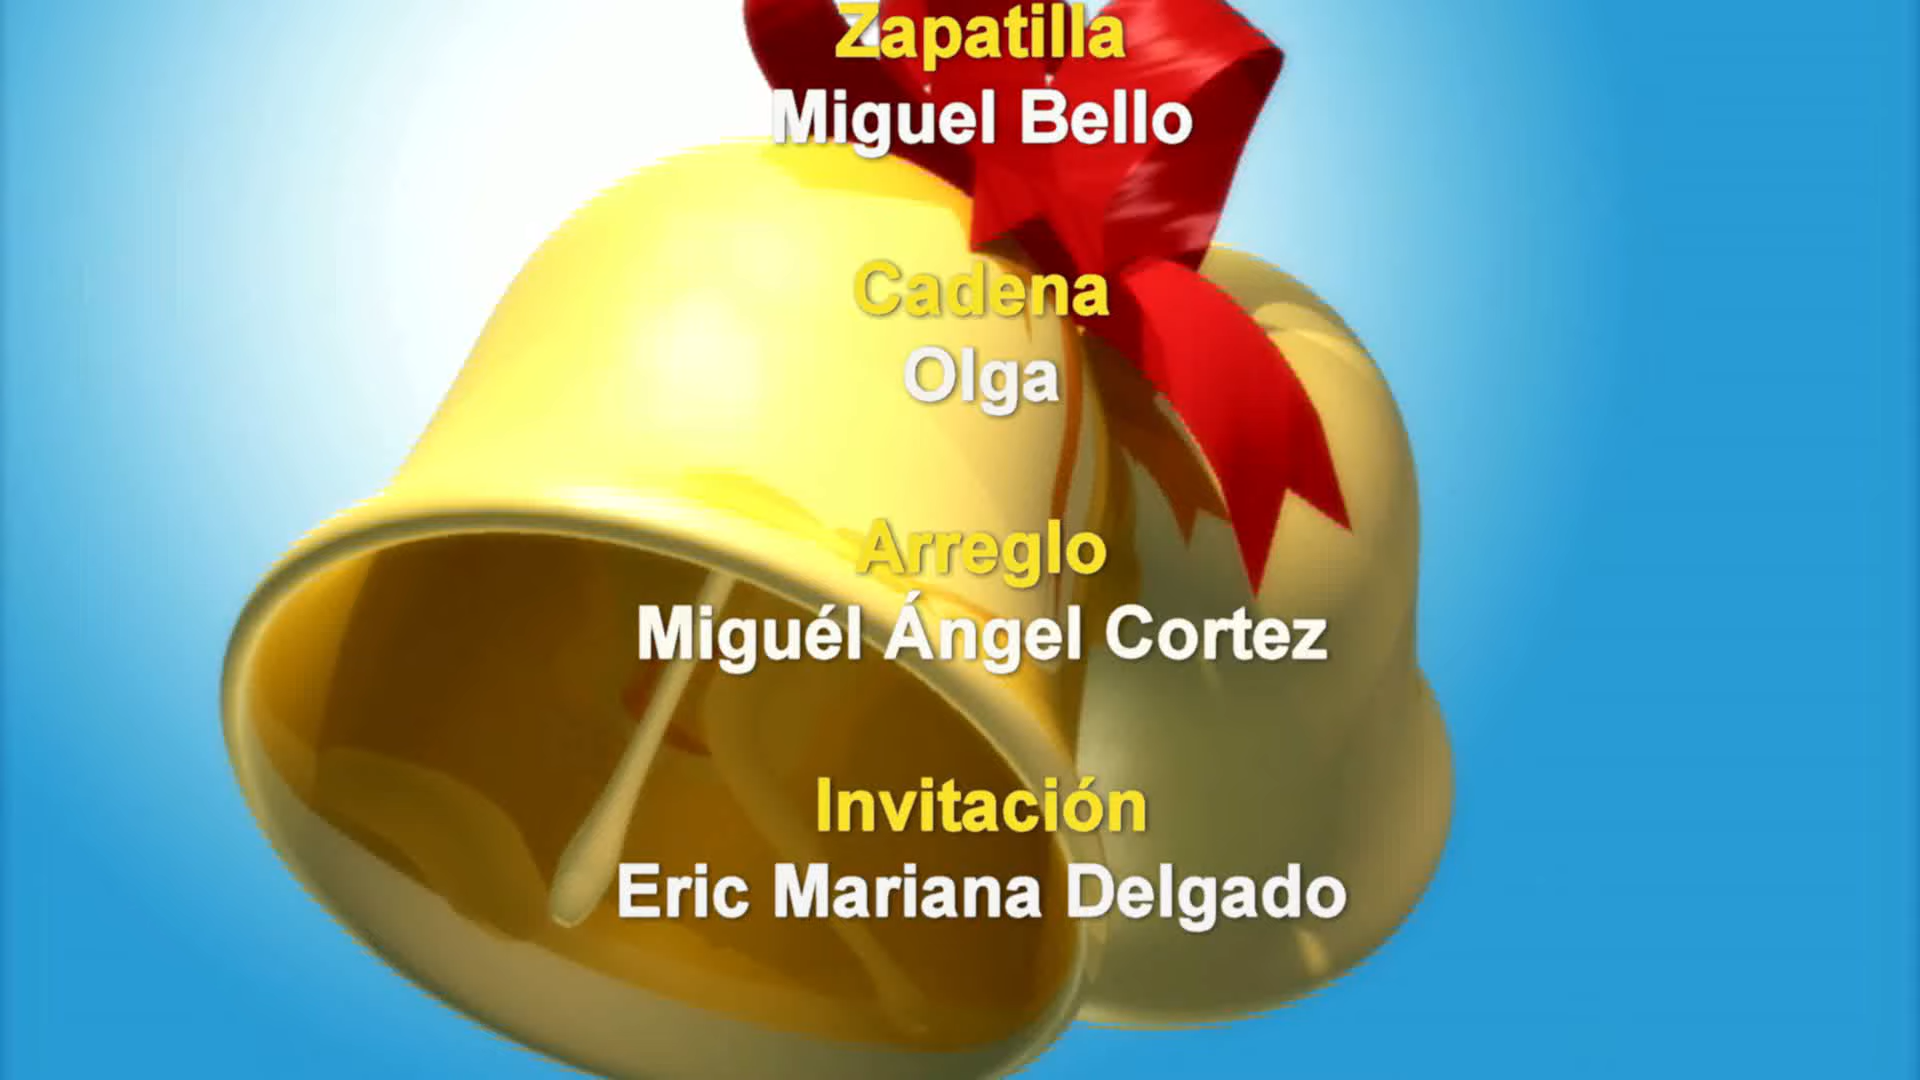 Zapatilla
Miguel Bello
Cadena
Olga
Arreglo
Miguél Ángel Cortez
Invitación
Eric Mariana Delgado